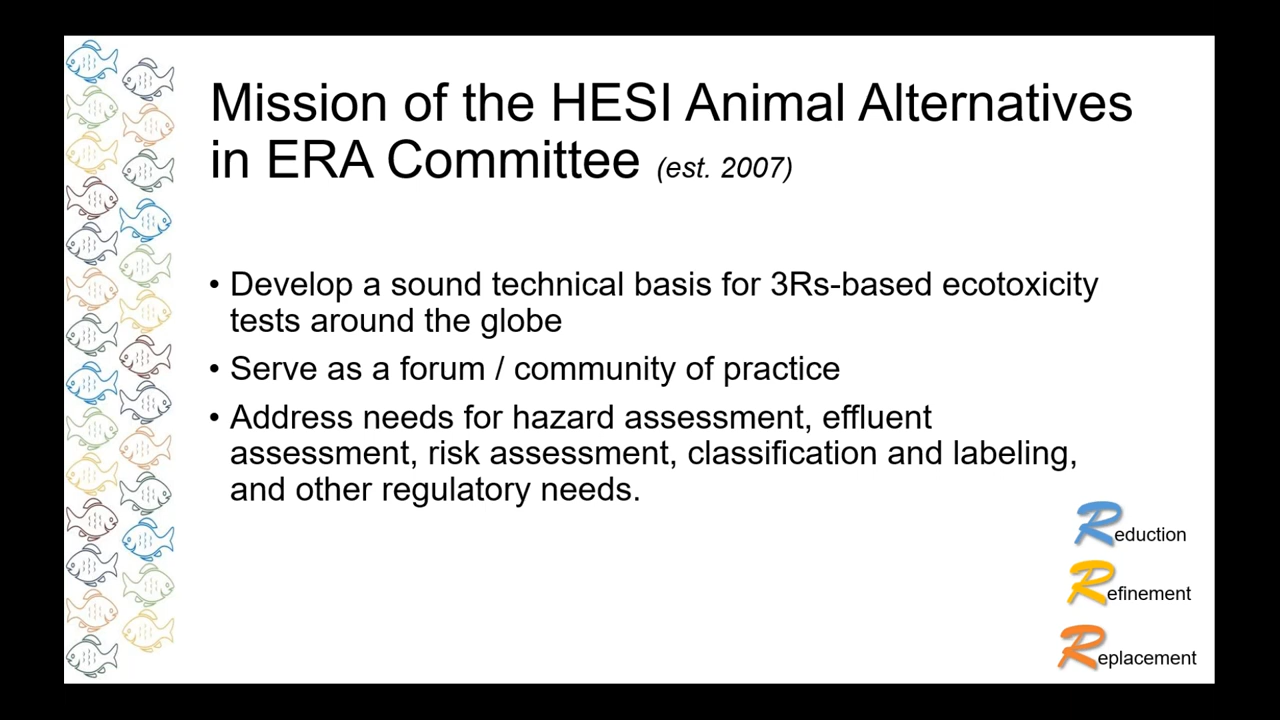 Mission of the HESI Animal Alternatives
in ERA Committee (est. 2007)
• Develop a sound technical basis for 3Rs-based ecotoxicity
tests around the globe
• Serve as a forum / community of practice
• Address needs for hazard assessment, effluent
assessment, risk assessment, classification and labeling,
and other regulatory needs.
Reduction
Refinement
Replacement